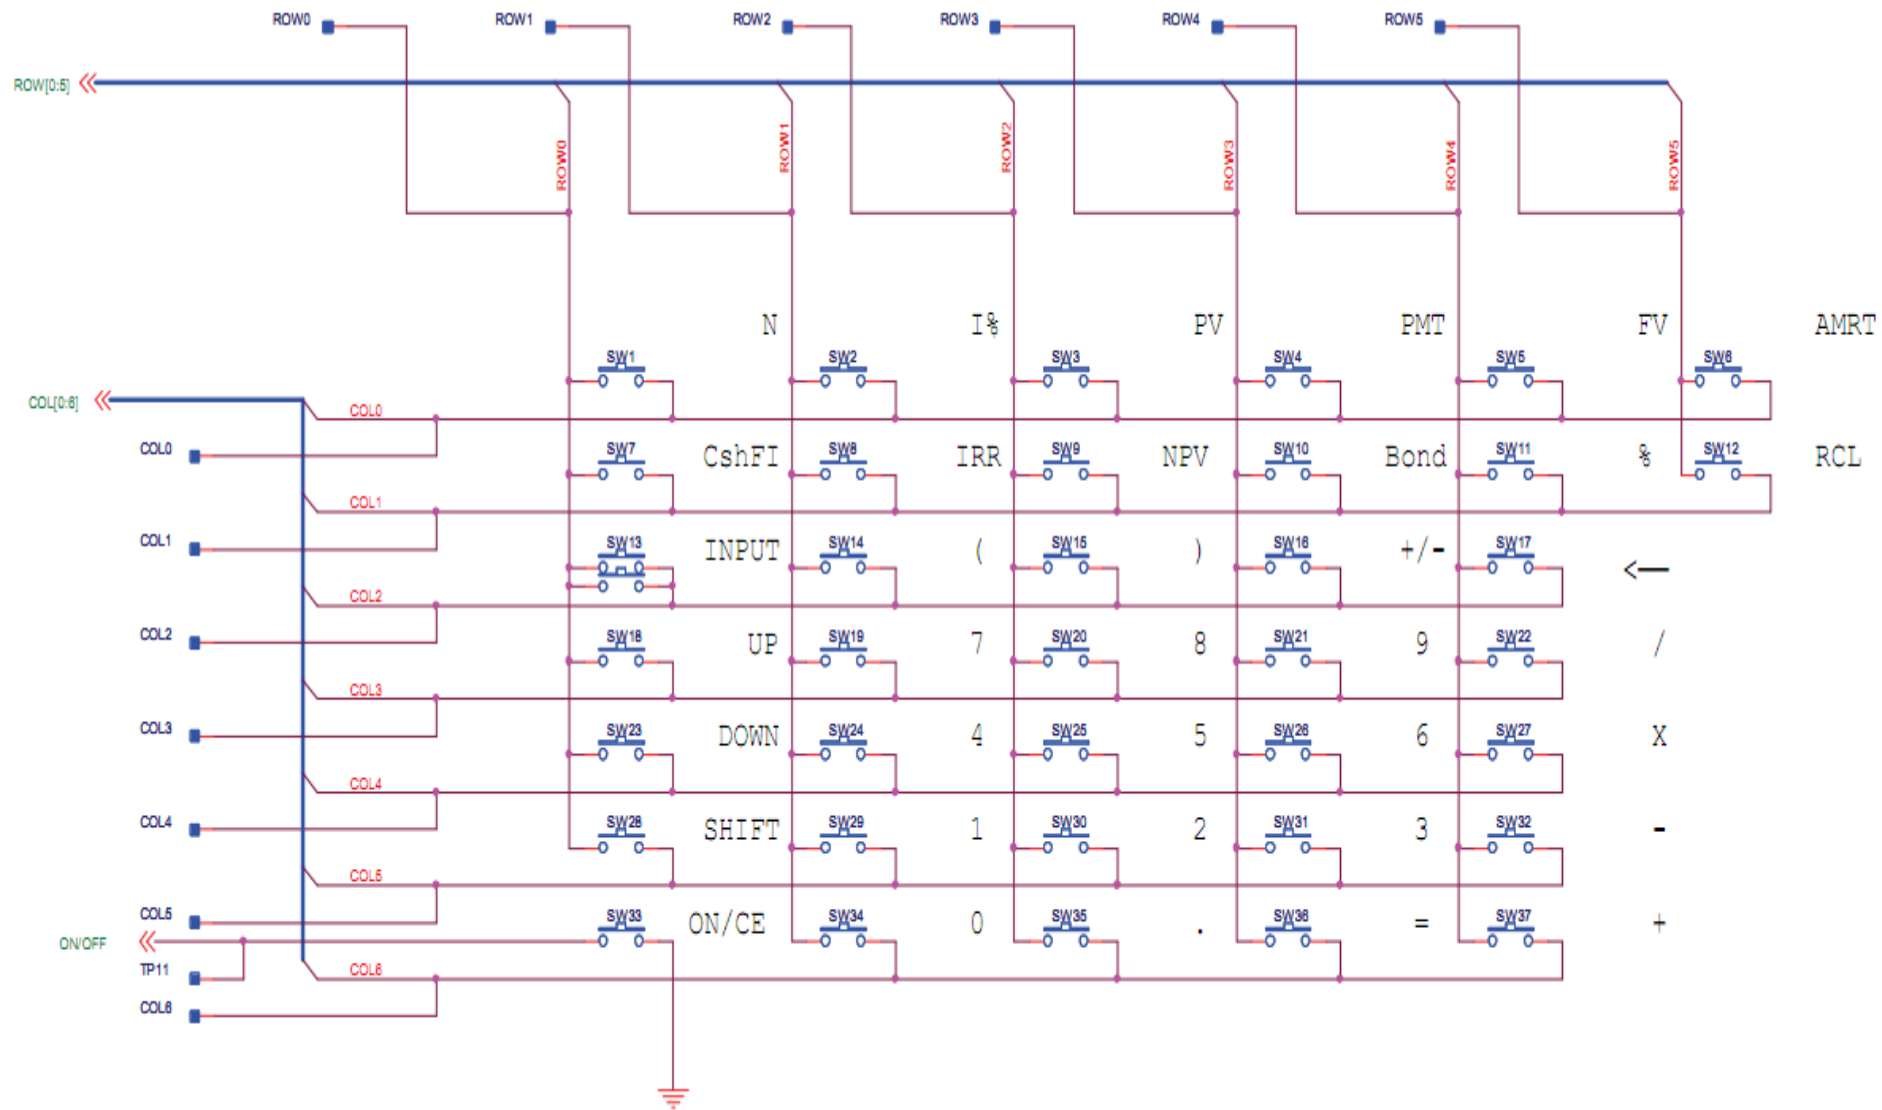 ROW0 ROW1 ROW2 ROW3 ROW4 ROW5
ROW[0:5]
ROW0 ROW1 ROW2 ROW3 ROW4 ROW5
N I% PV PMT FV AMRT
SW1 SW2 SW3 SW4 SW5 SW6
COL[0:6]
COL0
COL0
SW7 CshFI SW8 IRR SW9 NPV SW10 Bond SW11 % SW12 RCL
COL1
COL1
SW13 INPUT SW14 ( SW15 ) SW16 +/- SW17 <—
COL2
COL2
SW18 UP SW19 7 SW20 8 SW21 9 SW22 /
COL3
COL3
SW23 DOWN SW24 4 SW25 5 SW26 6 SW27 X
COL4
COL4
SW28 SHIFT SW29 1 SW30 2 SW31 3 SW32 -
COL5
COL5
SW33 ON/CE SW34 0 SW35 . SW36 = SW37 +
ON/OFF
TP11
COL6
COL6